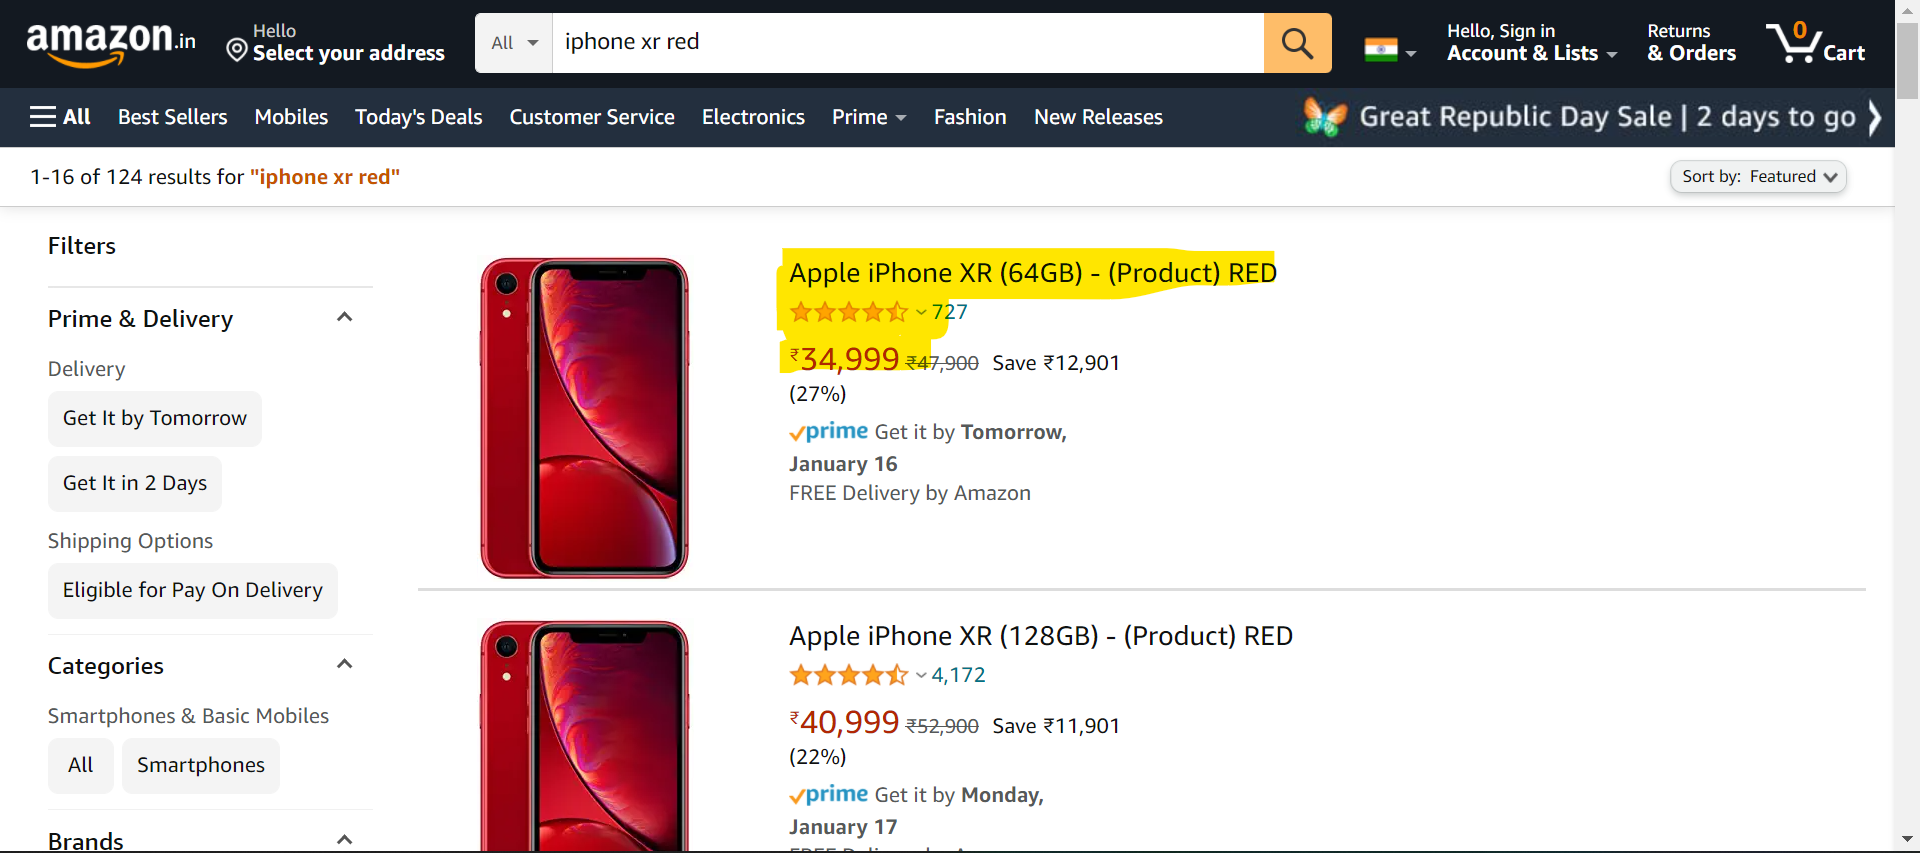 amazon.in
Hello
Select your address
All
iphone xr red
Hello, Sign in
Account & Lists
Returns
& Orders
0
Cart
All
Best Sellers
Mobiles
Today's Deals
Customer Service
Electronics
Prime
Fashion
New Releases
Great Republic Day Sale | 2 days to go
1-16 of 124 results for "iphone xr red"
Sort by: Featured
Filters
Prime & Delivery
Delivery
Get It by Tomorrow
Get It in 2 Days
Shipping Options
Eligible for Pay On Delivery
Categories
Smartphones & Basic Mobiles
All
Smartphones
Brands
Apple iPhone XR (64GB) - (Product) RED
727
₹34,999 ₹47,900 Save ₹12,901
(27%)
prime Get it by Tomorrow,
January 16
FREE Delivery by Amazon
Apple iPhone XR (128GB) - (Product) RED
4,172
₹40,999 ₹52,900 Save ₹11,901
(22%)
prime Get it by Monday,
January 17